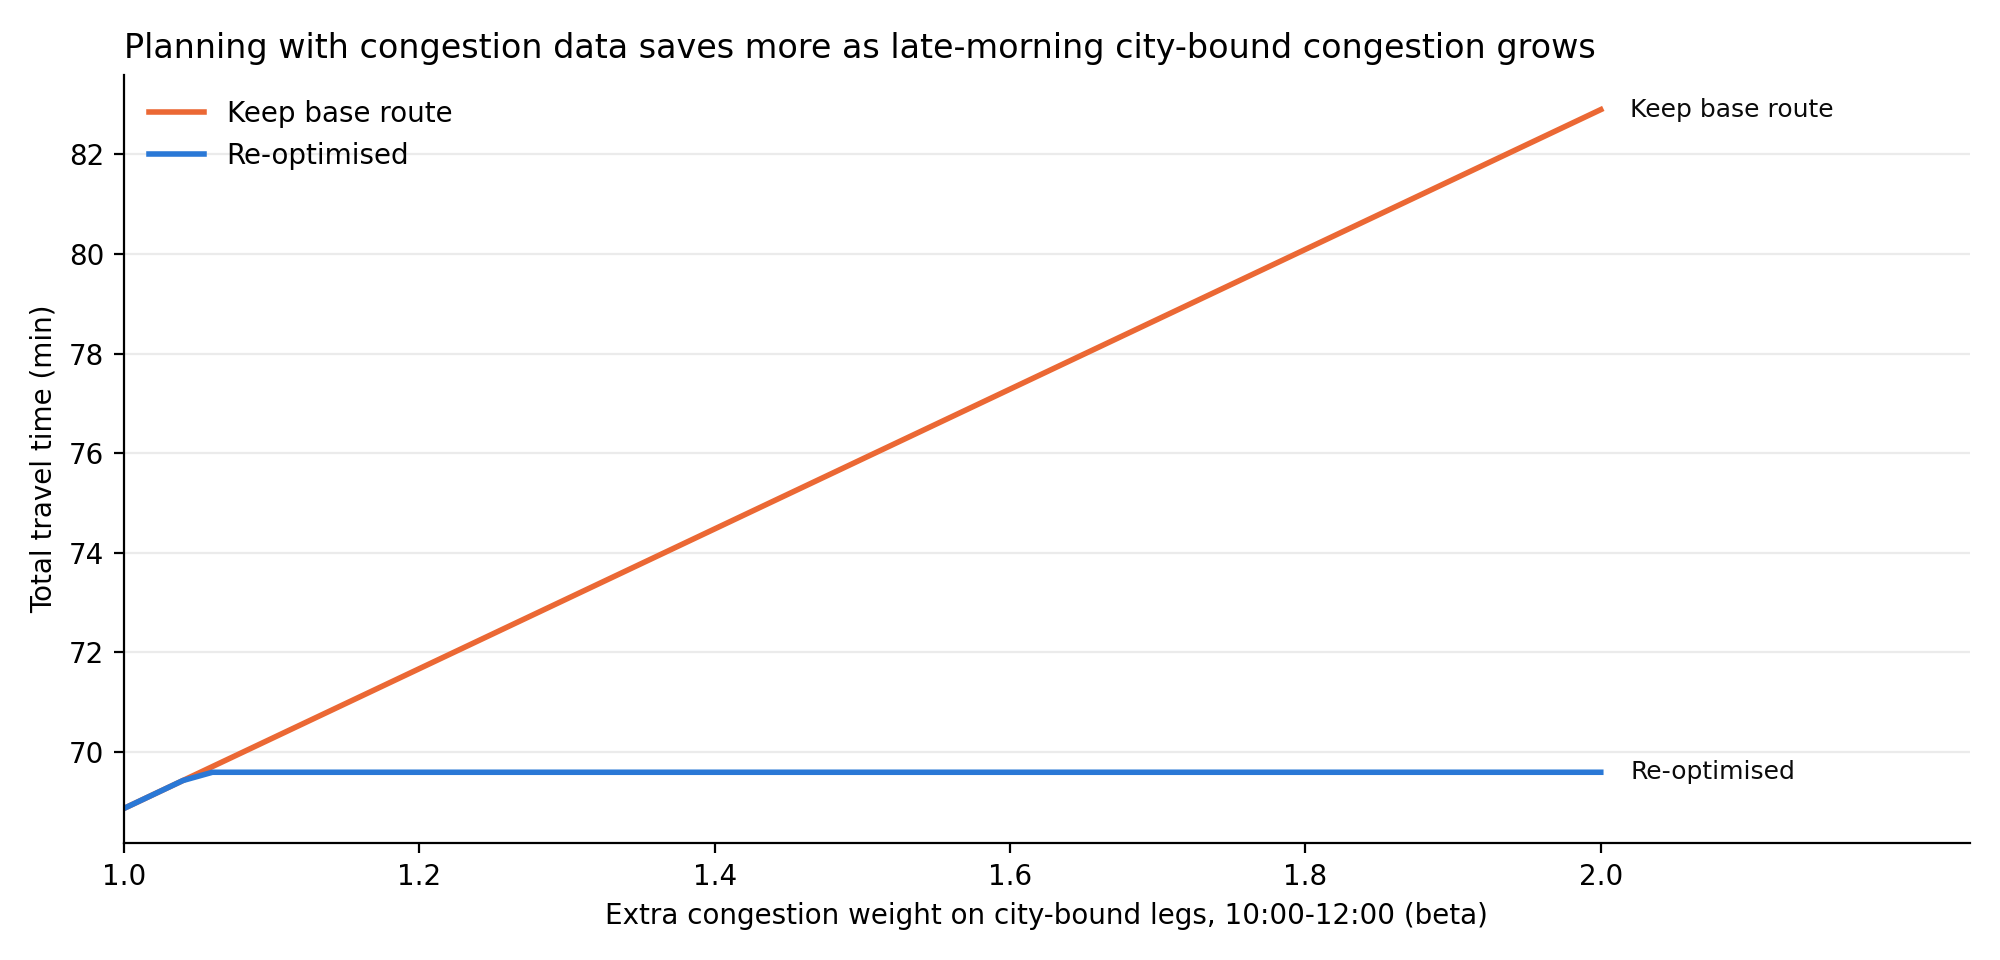 Planning with congestion data saves more as late-morning city-bound congestion grows
Keep base route
Re-optimised
Keep base route
Re-optimised
82
80
78
76
74
72
70
Total travel time (min)
1.0 1.2 1.4 1.6 1.8 2.0
Extra congestion weight on city-bound legs, 10:00-12:00 (beta)